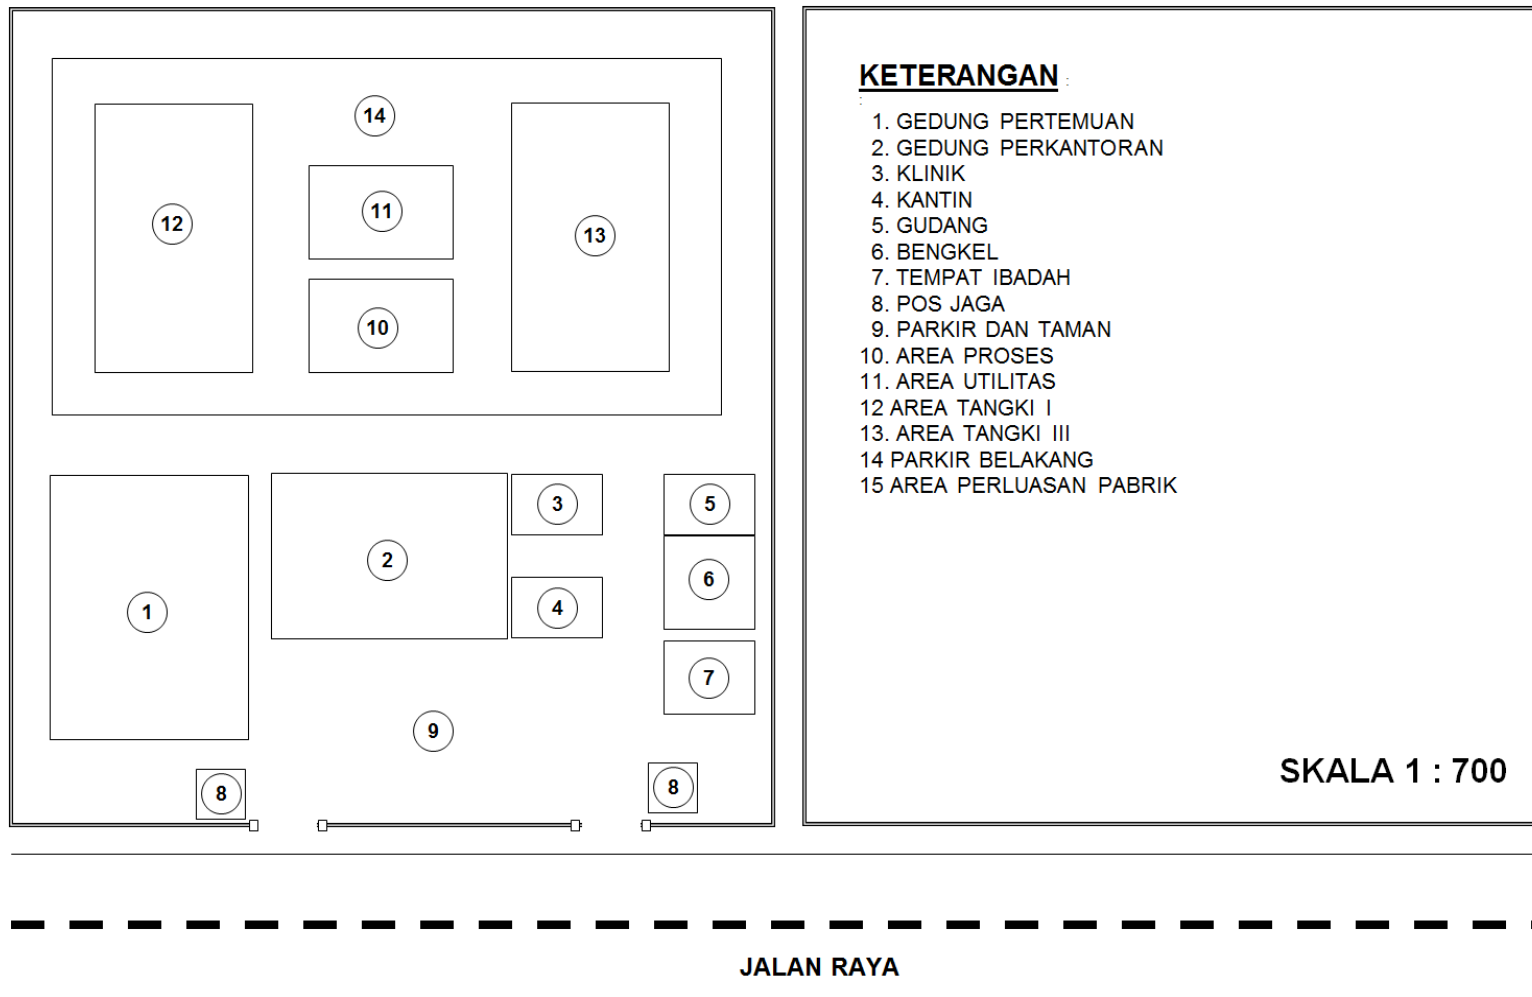 14
11
12
13
10
3
5
2
6
4
1
7
9
8
8
KETERANGAN :
:
1. GEDUNG PERTEMUAN
2. GEDUNG PERKANTORAN
3. KLINIK
4. KANTIN
5. GUDANG
6. BENGKEL
7. TEMPAT IBADAH
8. POS JAGA
9. PARKIR DAN TAMAN
10. AREA PROSES
11. AREA UTILITAS
12 AREA TANGKI I
13. AREA TANGKI III
14 PARKIR BELAKANG
15 AREA PERLUASAN PABRIK
SKALA 1 : 700
JALAN RAYA